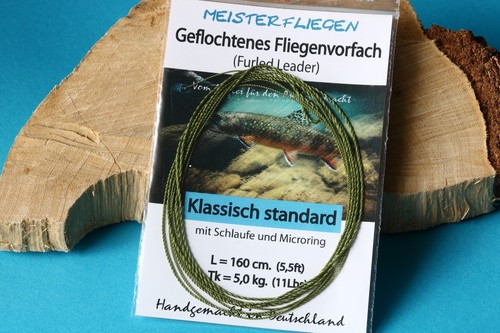 MEISTERFLIEGEN
Geflochtenes Fliegenvorfach
(Furled Leader)
Klassisch standard
mit Schlaufe und Microring
L = 160 cm. (5,5ft)
Tk = 5,0 kg. (11Lbs)
Handgemacht in Deutschland